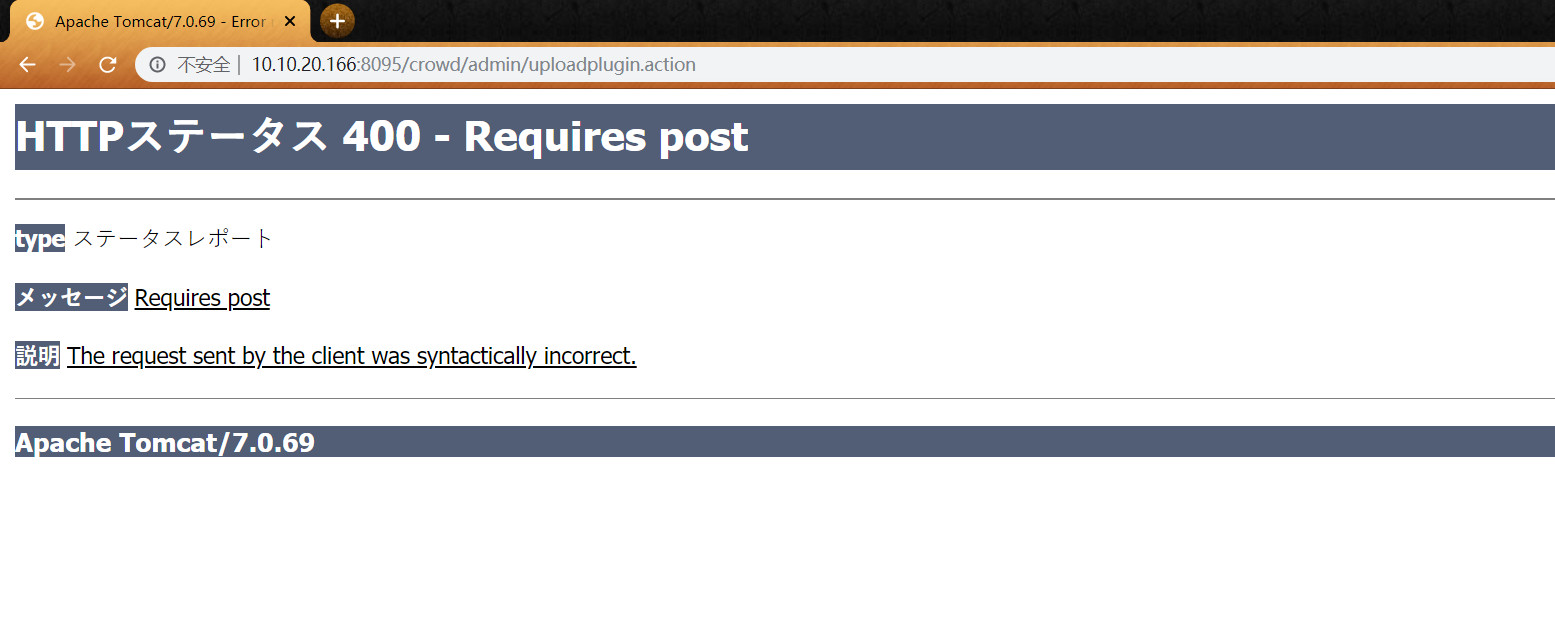 Apache Tomcat/7.0.69 - Error
不安全 | 10.10.20.166:8095/crowd/admin/uploadplugin.action
HTTPステータス 400 - Requires post
type ステータスレポート
メッセージ Requires post
説明 The request sent by the client was syntactically incorrect.
Apache Tomcat/7.0.69